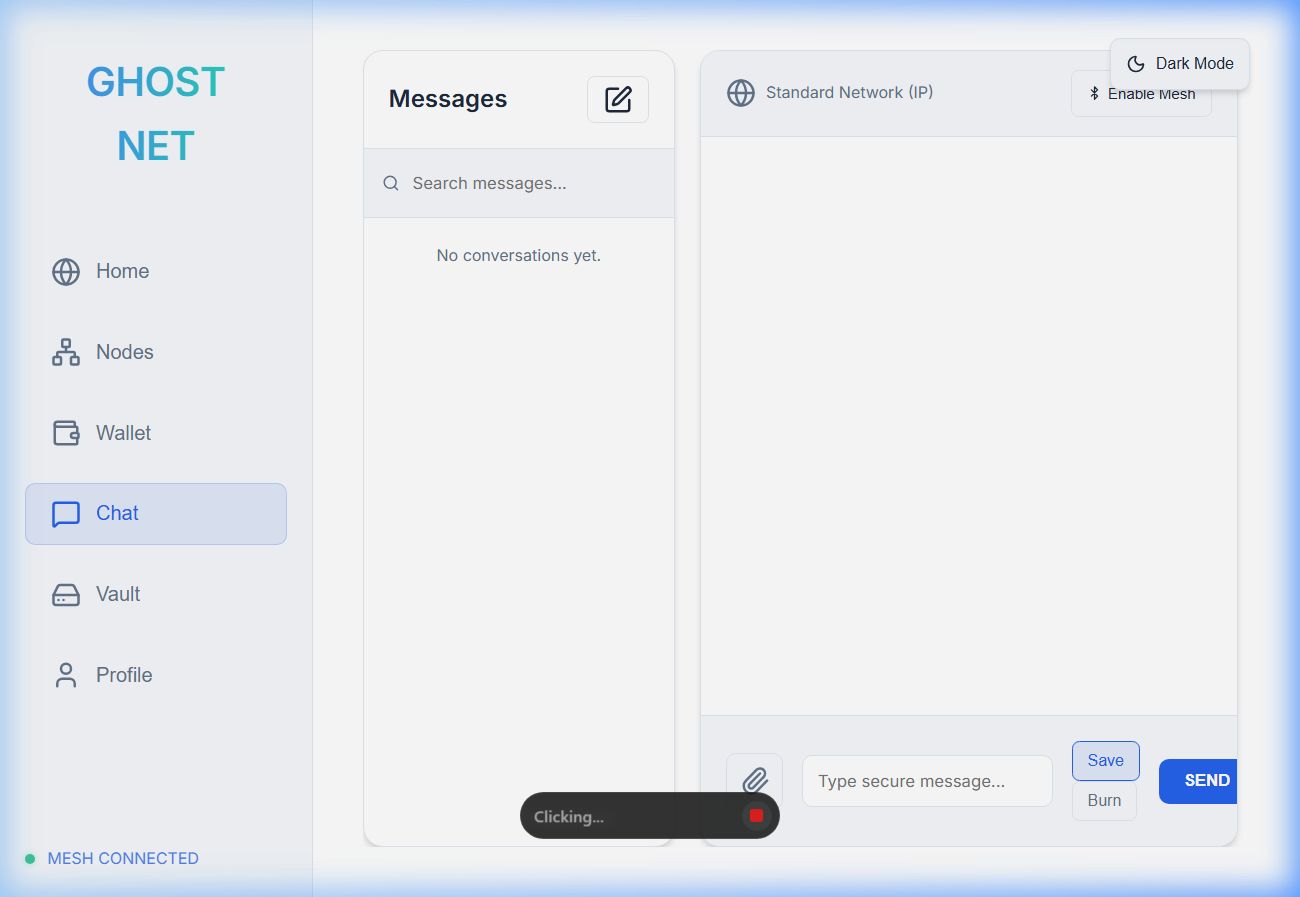 GHOST
NET
Home
Nodes
Wallet
Chat
Vault
Profile
MESH CONNECTED
Messages
Search messages...
No conversations yet.
Standard Network (IP)
Dark Mode
Enable Mesh
Type secure message...
Save
Burn
SEND
Clicking...